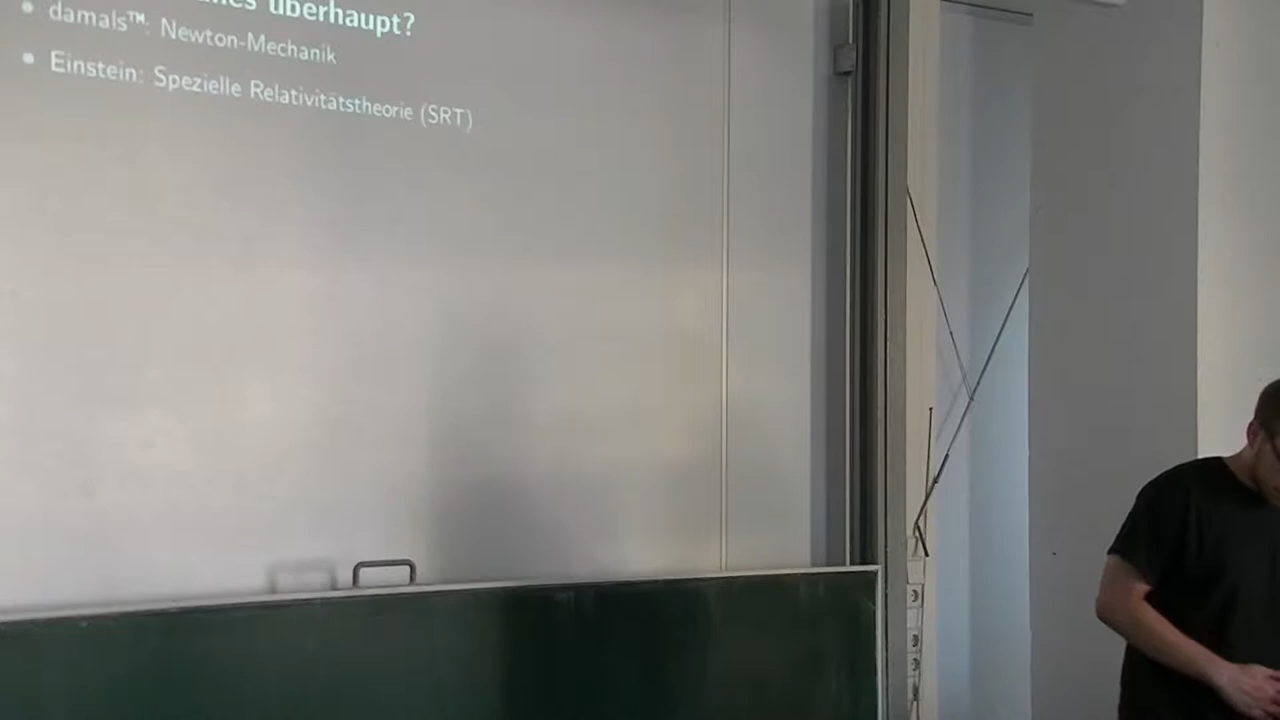 überhaupt?
damals™: Newton-Mechanik
Einstein: Spezielle Relativitätstheorie (SRT)